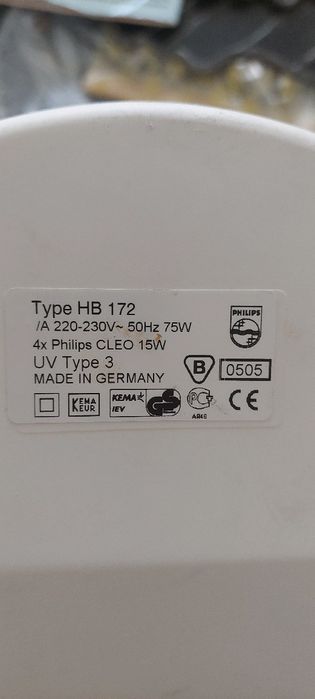 Type HB 172
/A 220-230V~ 50Hz 75W
PHILIPS
4x Philips CLEO 15W
UV Type 3
B
0505
MADE IN GERMANY
KEMA
KEUR
KEMA
IEV
CE